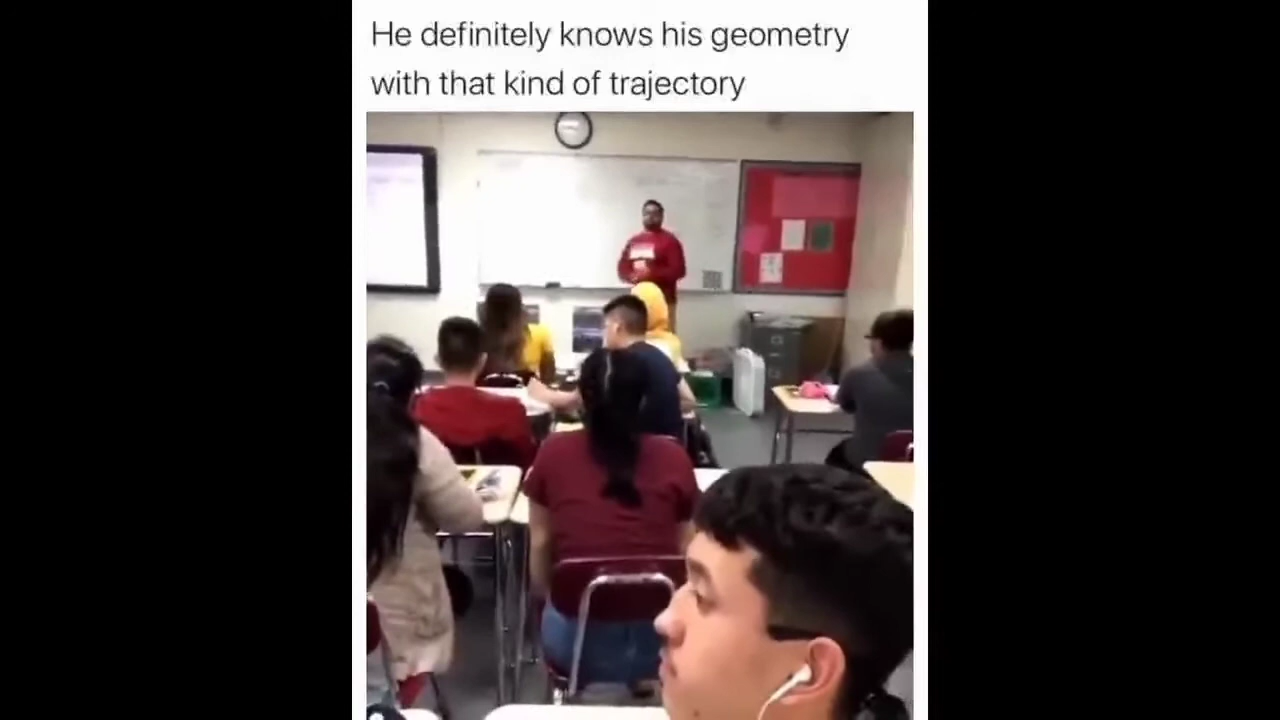 He definitely knows his geometry
with that kind of trajectory